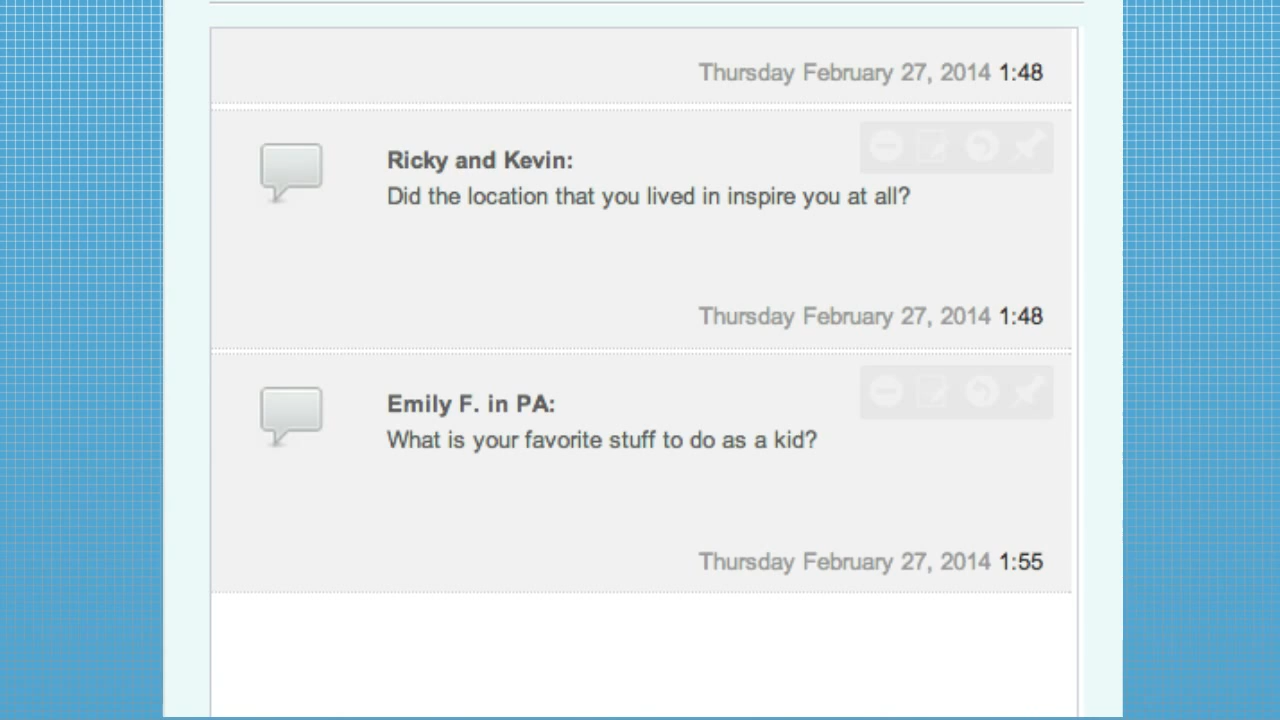 Thursday February 27, 2014 1:48
Ricky and Kevin:
Did the location that you lived in inspire you at all?
Thursday February 27, 2014 1:48
Emily F. in PA:
What is your favorite stuff to do as a kid?
Thursday February 27, 2014 1:55